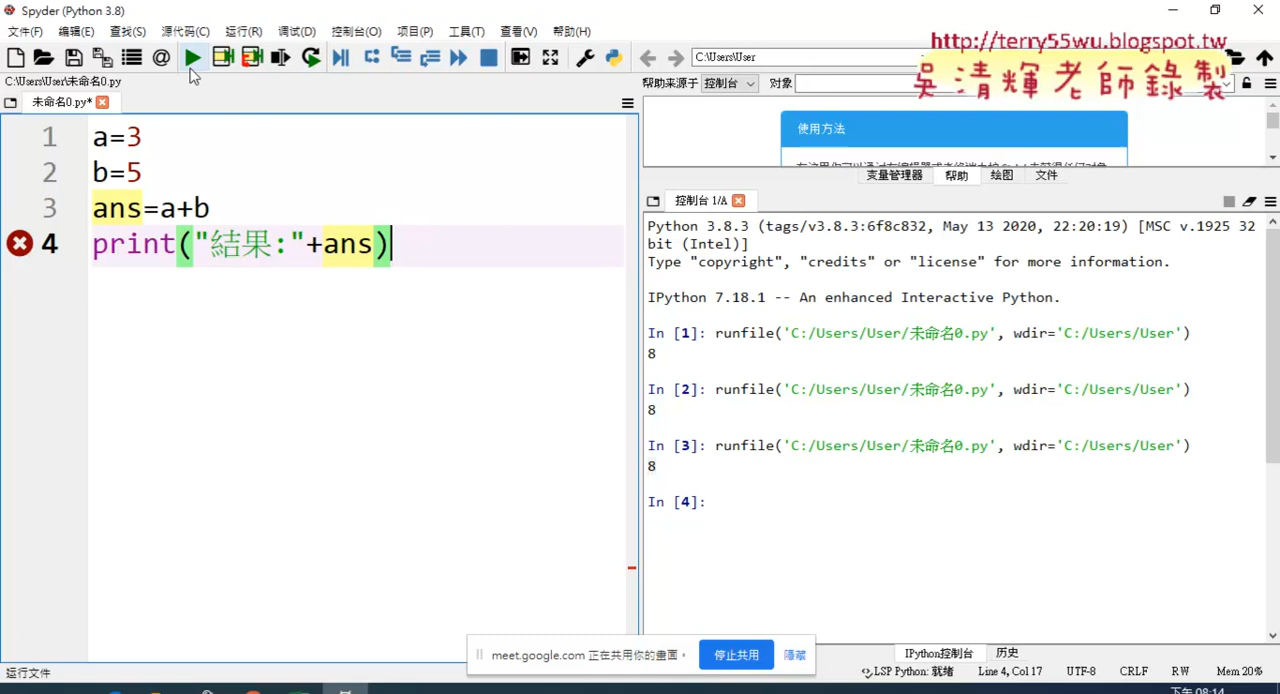 Spyder (Python 3.8)
文件(F) 编辑(E) 查找(S) 源代码(C) 运行(R) 调试(D) 控制台(O) 项目(P) 工具(T) 查看(V) 帮助(H)
http://terry55wu.blogspot.tw
吳清輝老師錄製
C:\Users\User
C:\Users\User\未命名0.py
帮助来源于 控制台 对象
未命名0.py*
1 a=3
2 b=5
3 ans=a+b
4 print("結果:"+ans)
使用方法
变量管理器 帮助 绘图 文件
控制台 1/A
Python 3.8.3 (tags/v3.8.3:6f8c832, May 13 2020, 22:20:19) [MSC v.1925 32
bit (Intel)]
Type "copyright", "credits" or "license" for more information.
IPython 7.18.1 -- An enhanced Interactive Python.
In [1]: runfile('C:/Users/User/未命名0.py', wdir='C:/Users/User')
8
In [2]: runfile('C:/Users/User/未命名0.py', wdir='C:/Users/User')
8
In [3]: runfile('C:/Users/User/未命名0.py', wdir='C:/Users/User')
8
In [4]:
meet.google.com 正在共用你的畫面。 停止共用 隱藏
IPython控制台 历史
运行文件
LSP Python: 就绪 Line 4, Col 17 UTF-8 CRLF RW Mem 20%
下午 08:14